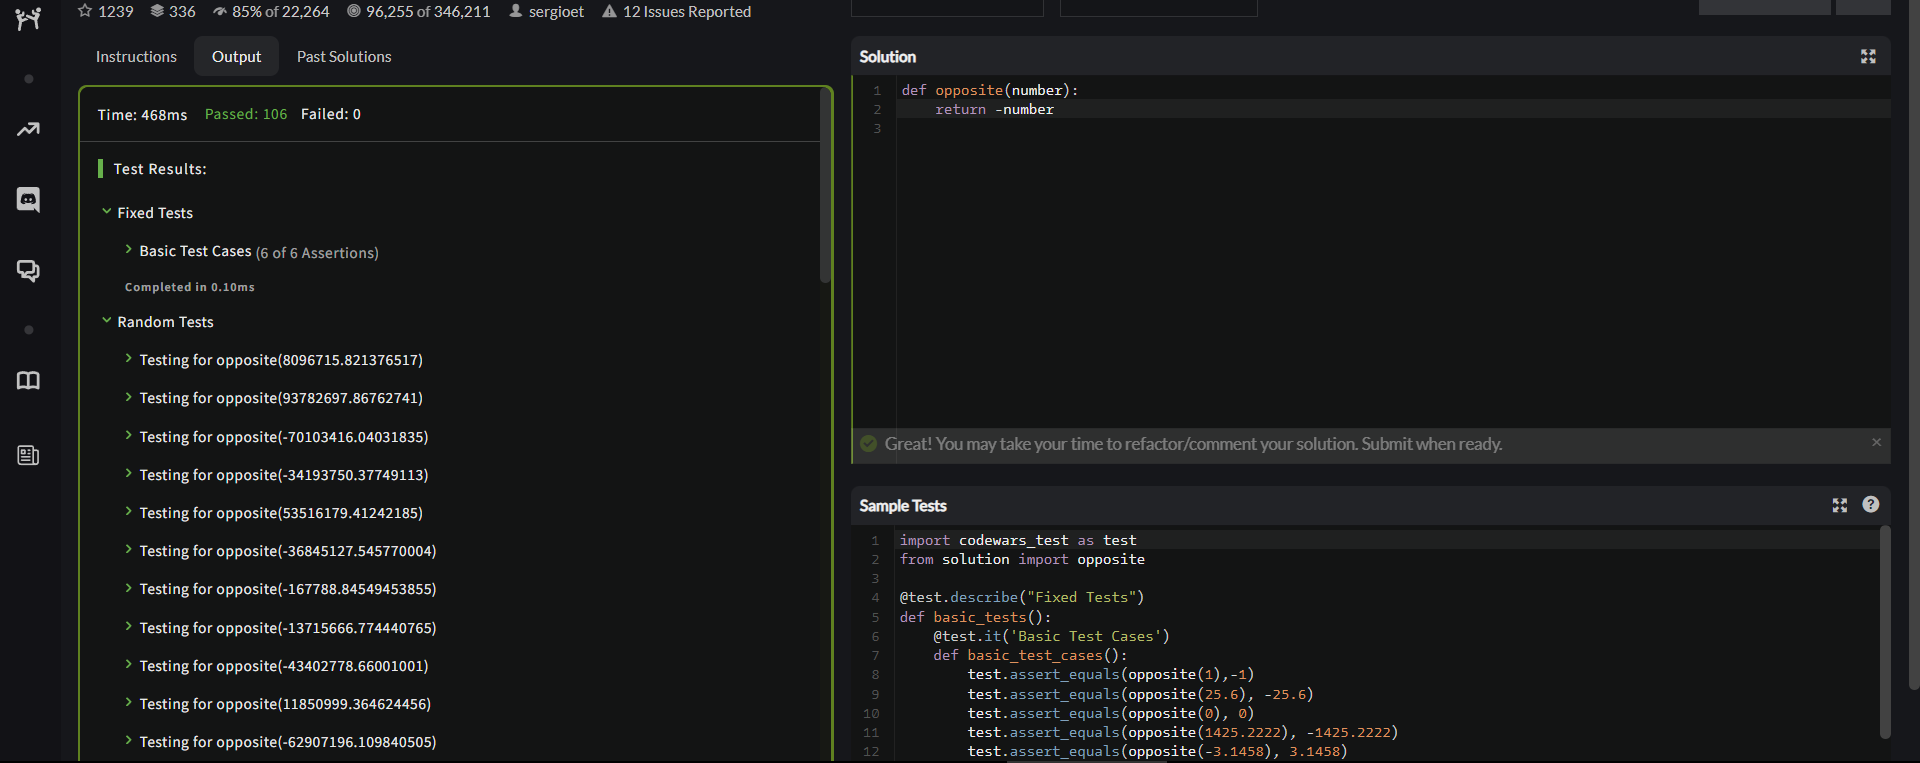 1239 336 85% of 22,264 96,255 of 346,211 sergioet 12 Issues Reported
Instructions Output Past Solutions
Time: 468ms Passed: 106 Failed: 0
Test Results:
Fixed Tests
Basic Test Cases (6 of 6 Assertions)
Completed in 0.10ms
Random Tests
Testing for opposite(8096715.821376517)
Testing for opposite(93782697.86762741)
Testing for opposite(-70103416.04031835)
Testing for opposite(-34193750.37749113)
Testing for opposite(53516179.41242185)
Testing for opposite(-36845127.545770004)
Testing for opposite(-167788.84549453855)
Testing for opposite(-13715666.774440765)
Testing for opposite(-43402778.66001001)
Testing for opposite(11850999.364624456)
Testing for opposite(-62907196.109840505)
Solution
1 def opposite(number):
2     return -number
3
Great! You may take your time to refactor/comment your solution. Submit when ready.
Sample Tests
1 import codewars_test as test
2 from solution import opposite
3
4 @test.describe("Fixed Tests")
5 def basic_tests():
6     @test.it('Basic Test Cases')
7     def basic_test_cases():
8         test.assert_equals(opposite(1),-1)
9         test.assert_equals(opposite(25.6), -25.6)
10         test.assert_equals(opposite(0), 0)
11         test.assert_equals(opposite(1425.2222), -1425.2222)
12         test.assert_equals(opposite(-3.1458), 3.1458)